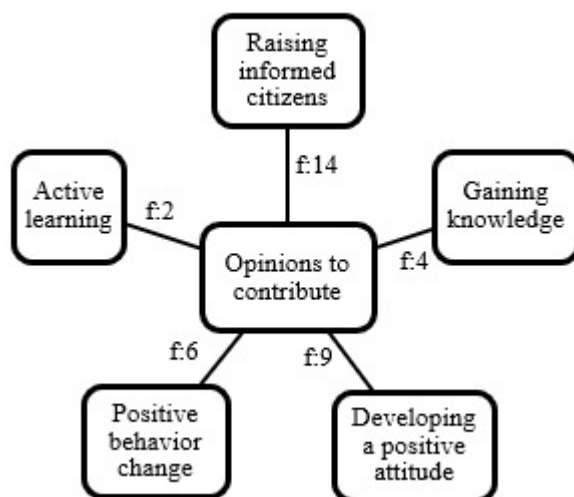 Raising
informed
citizens
f:14
Active
learning
f:2
Gaining
knowledge
f:4
Opinions to
contribute
f:6
f:9
Positive
behavior
change
Developing
a positive
attitude